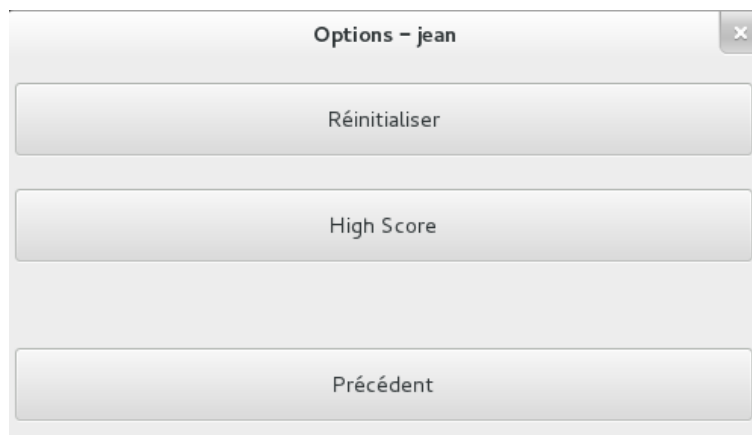 Options – jean
Réinitialiser
High Score
Précédent